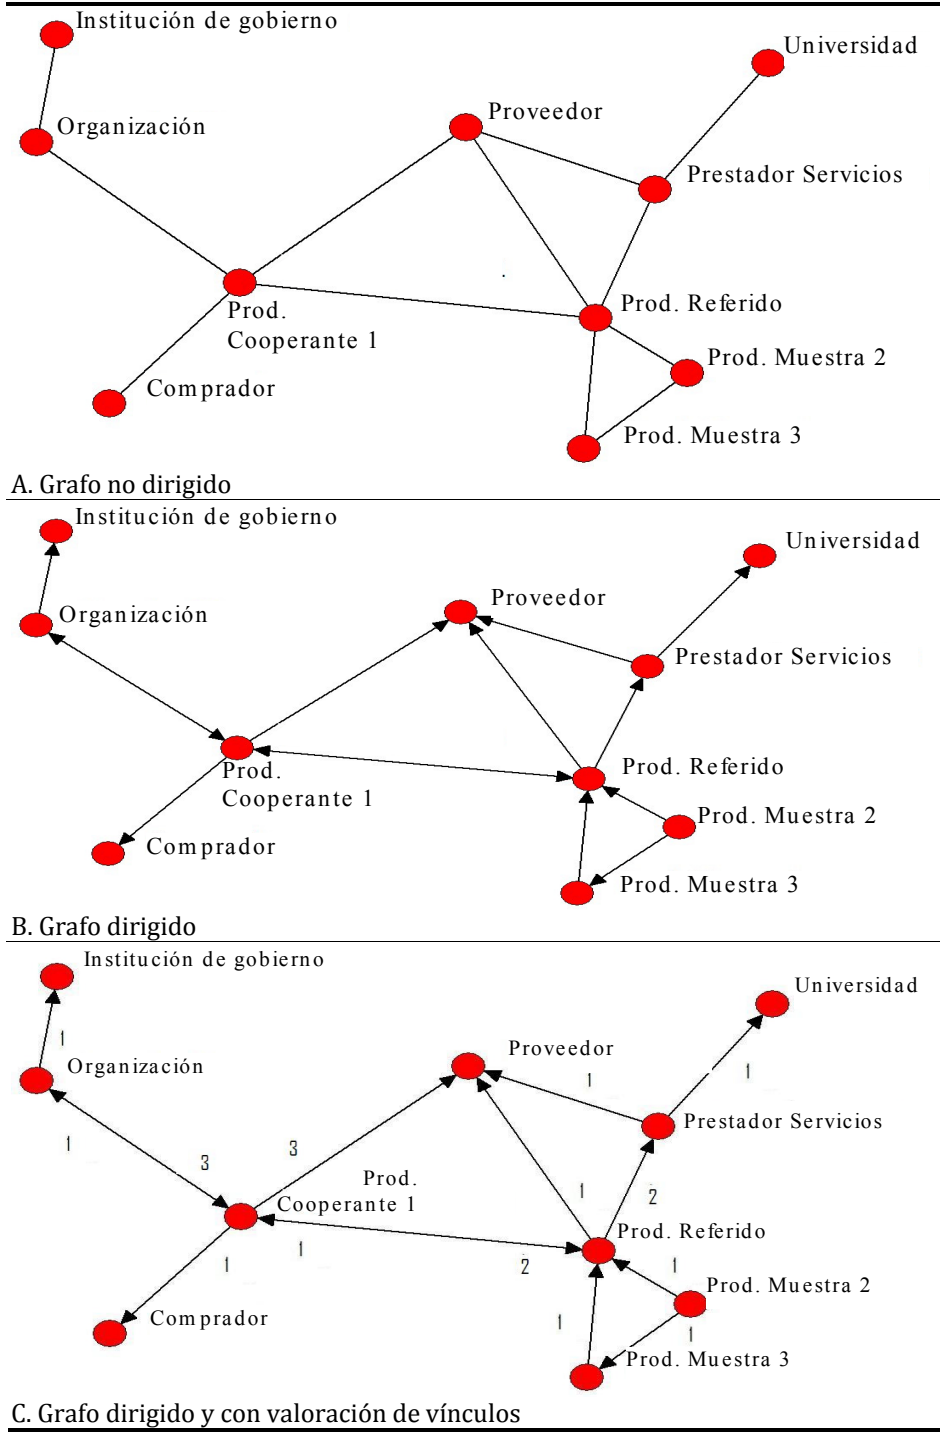 Institución de gobierno
Universidad
Organización
Proveedor
Prestador Servicios
Prod.
Cooperante 1
Prod. Referido
Prod. Muestra 2
Comprador
Prod. Muestra 3
A. Grafo no dirigido
Institución de gobierno
Universidad
Organización
Proveedor
Prestador Servicios
Prod.
Cooperante 1
Prod. Referido
Prod. Muestra 2
Comprador
Prod. Muestra 3
B. Grafo dirigido
Institución de gobierno
Universidad
1
Organización
Proveedor
1
1
Prestador Servicios
1
3
3
Prod.
Cooperante 1
1
2
Prod. Referido
1
1
2
1
Prod. Muestra 2
Comprador
1
1
Prod. Muestra 3
C. Grafo dirigido y con valoración de vínculos